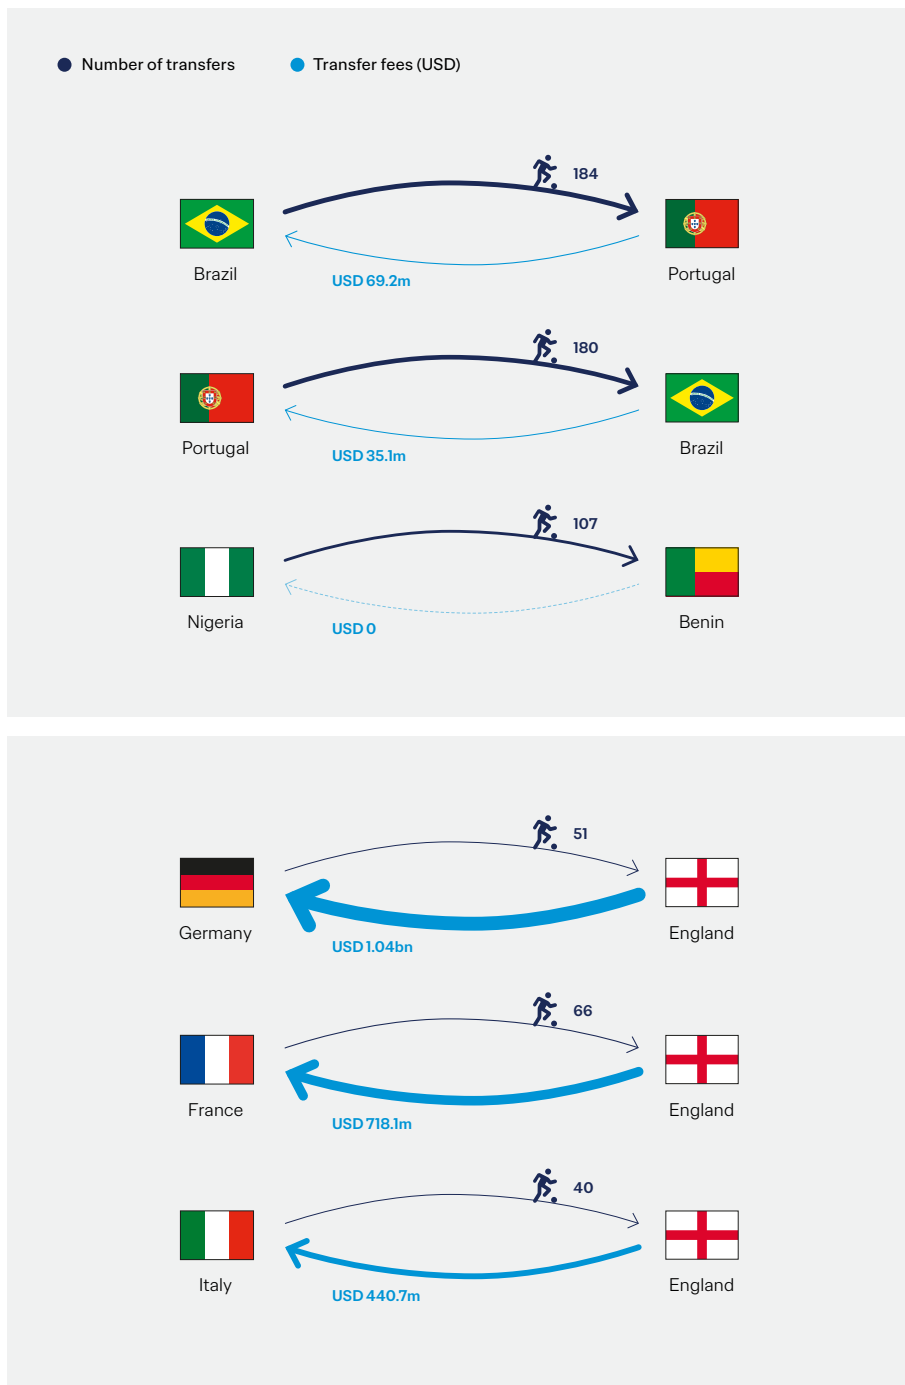 Number of transfers
Transfer fees (USD)
184
Brazil
Portugal
USD 69.2m
180
Portugal
Brazil
USD 35.1m
107
Nigeria
Benin
USD 0
51
Germany
England
USD 1.04bn
66
France
England
USD 718.1m
40
Italy
England
USD 440.7m